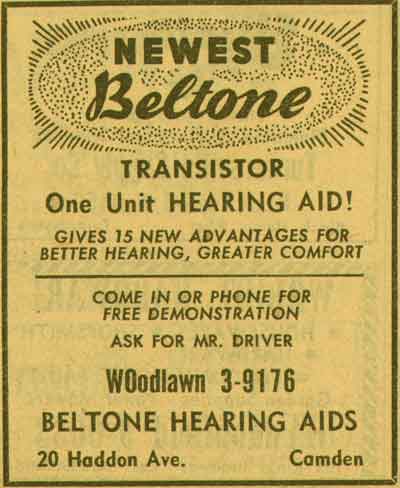 NEWEST
Beltone
TRANSISTOR
One Unit HEARING AID!
GIVES 15 NEW ADVANTAGES FOR
BETTER HEARING, GREATER COMFORT
COME IN OR PHONE FOR
FREE DEMONSTRATION
ASK FOR MR. DRIVER
WOodlawn 3-9176
BELTONE HEARING AIDS
20 Haddon Ave. Camden